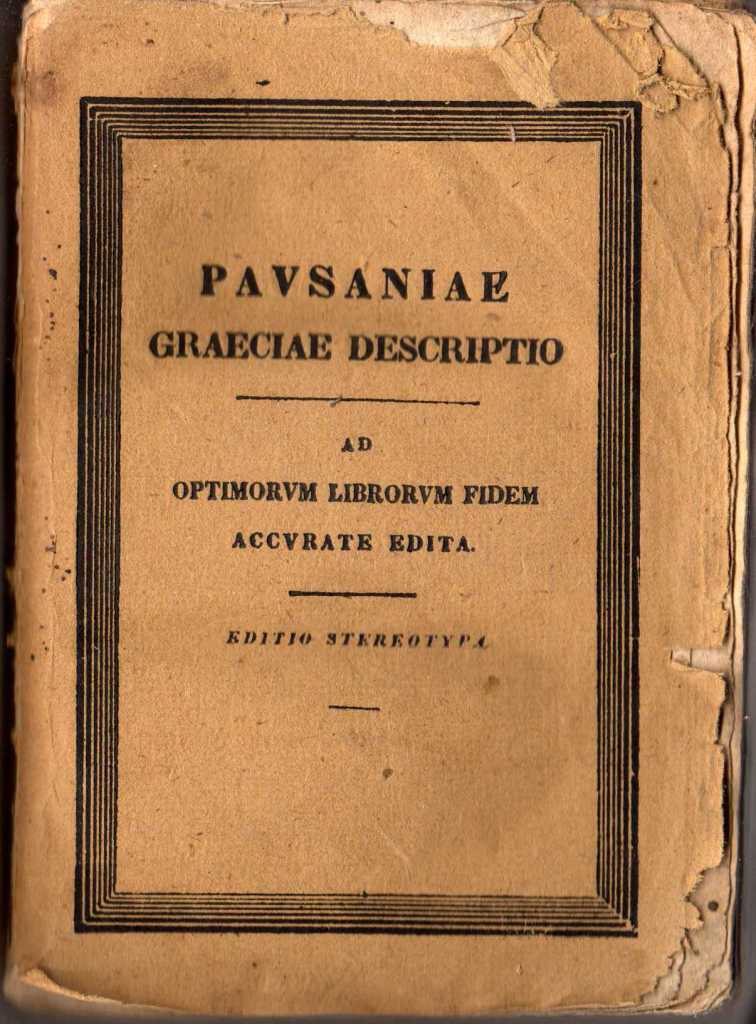 PAVSANIAE
GRAECIAE DESCRIPTIO
AD
OPTIMORVM LIBRORVM FIDEM
ACCVRATE EDITA.
EDITIO STEREOTYPA